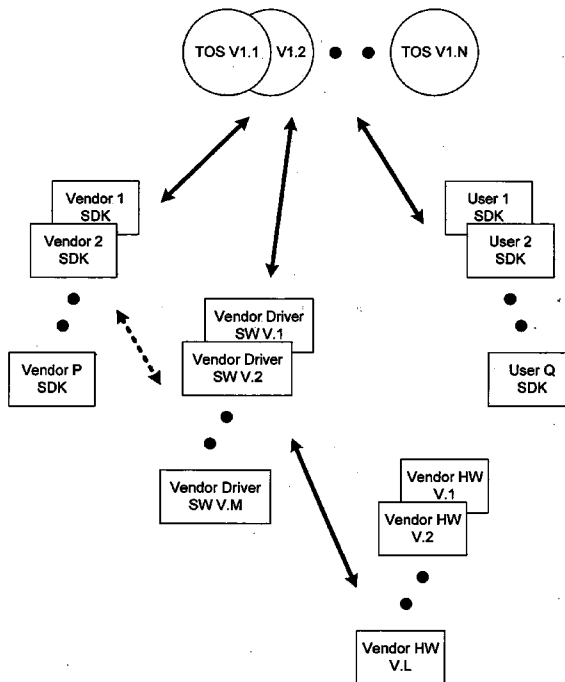 TOS V1.1
V1.2
TOS V1.N
Vendor 1
SDK
Vendor 2
SDK
Vendor P
SDK
User 1
SDK
User 2
SDK
User Q
SDK
Vendor Driver
SW V.1
Vendor Driver
SW V.2
Vendor Driver
SW V.M
Vendor HW
V.1
Vendor HW
V.2
Vendor HW
V.L